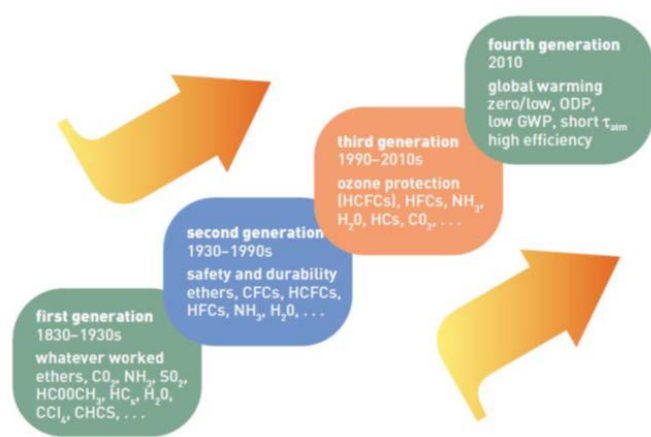 first generation
1830–1930s
whatever worked
ethers, CO₂, NH₃, SO₂,
HCOOCH₃, HC₄, H₂O,
CCl₄, CHCS, . . .
second generation
1930–1990s
safety and durability
ethers, CFCs, HCFCs,
HFCs, NH₃, H₂O, . . .
third generation
1990–2010s
ozone protection
(HCFCs), HFCs, NH₃,
H₂O, HCs, CO₂, . . .
fourth generation
2010
global warming
zero/low, ODP,
low GWP, short τatm
high efficiency